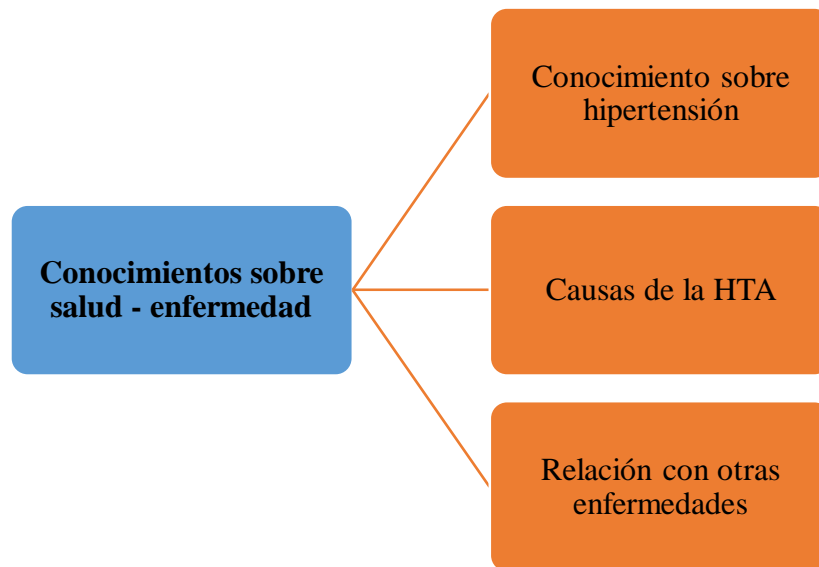 Conocimiento sobre
hipertensión
Conocimientos sobre
salud - enfermedad
Causas de la HTA
Relación con otras
enfermedades